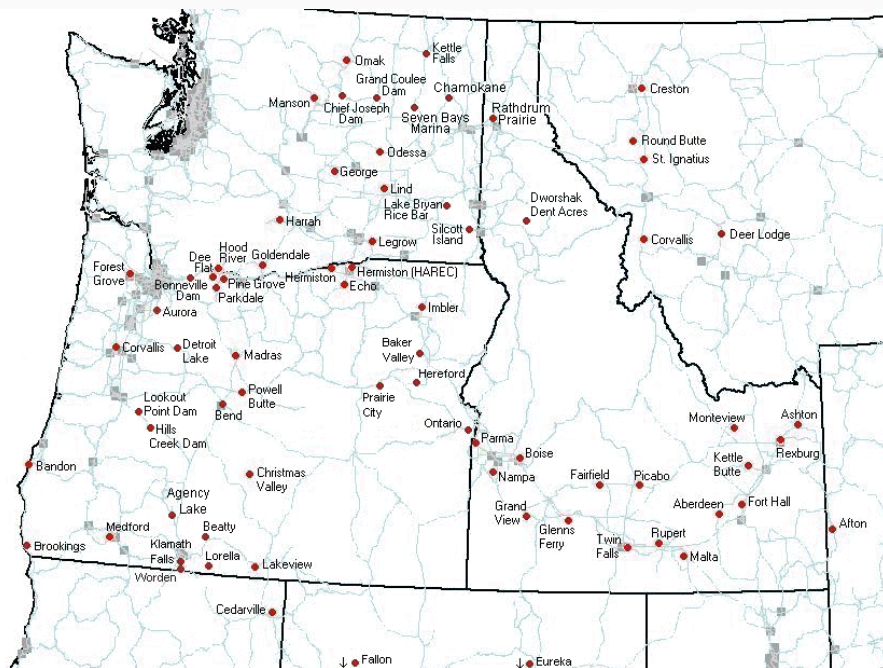 Omak
Kettle
Falls
Grand Coulee
Dam
Manson
Chief Joseph
Dam
Chamokane
Seven Bays
Marina
Rathdrum
Prairie
Creston
Odessa
Round Butte
St. Ignatius
George
Lind
Lake Bryan
Rice Bar
Dworshak
Dent Acres
Harrah
Silcott
Island
Legrow
Corvallis
Deer Lodge
Forest
Grove
Dee
Flat
Hood
River
Goldendale
Hermiston
Hermiston (HAREC)
Echo
Bonneville
Dam
Pine Grove
Parkdale
Aurora
Imbler
Corvallis
Detroit
Lake
Madras
Baker
Valley
Hereford
Prairie
City
Powell
Butte
Bend
Lookout
Point Dam
Hills
Creek Dam
Ontario
Parma
Boise
Nampa
Monteview
Ashton
Rexburg
Kettle
Butte
Bandon
Christmas
Valley
Fairfield
Picabo
Grand
View
Glenns
Ferry
Aberdeen
Fort Hall
Agency
Lake
Medford
Beatty
Klamath
Falls
Lorella
Lakeview
Worden
Brookings
Twin
Falls
Rupert
Malta
Afton
Cedarville
↓ Fallon
↓ Eureka